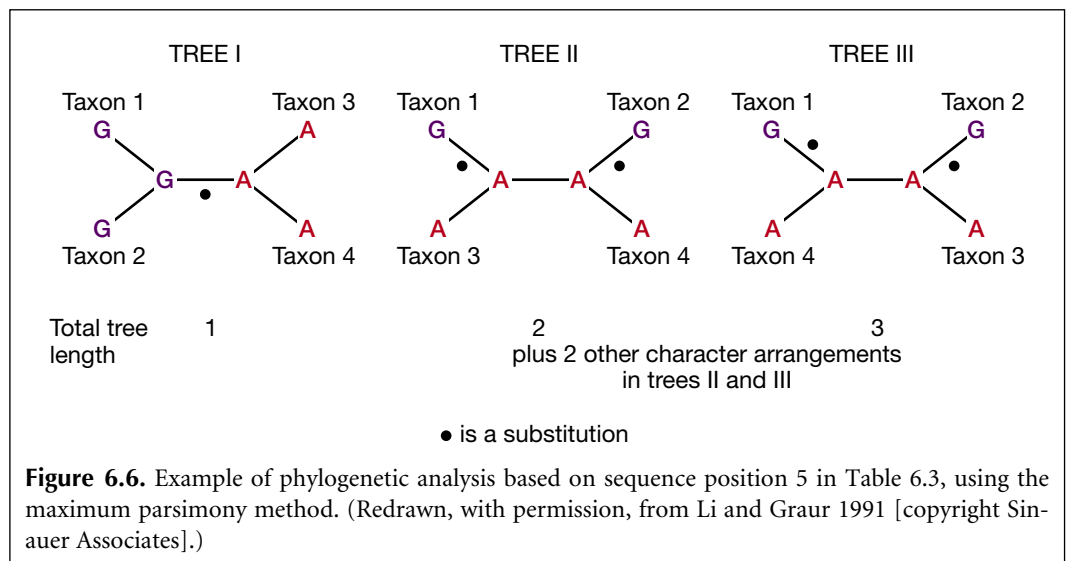 TREE I TREE II TREE III
Taxon 1 Taxon 3 Taxon 1 Taxon 2 Taxon 1 Taxon 2
G A G G G G
G A A A A A
G A A A A A
Taxon 2 Taxon 4 Taxon 3 Taxon 4 Taxon 4 Taxon 3
Total tree 1 2 3
length plus 2 other character arrangements
in trees II and III
● is a substitution
Figure 6.6. Example of phylogenetic analysis based on sequence position 5 in Table 6.3, using the
maximum parsimony method. (Redrawn, with permission, from Li and Graur 1991 [copyright Sin-
auer Associates].)